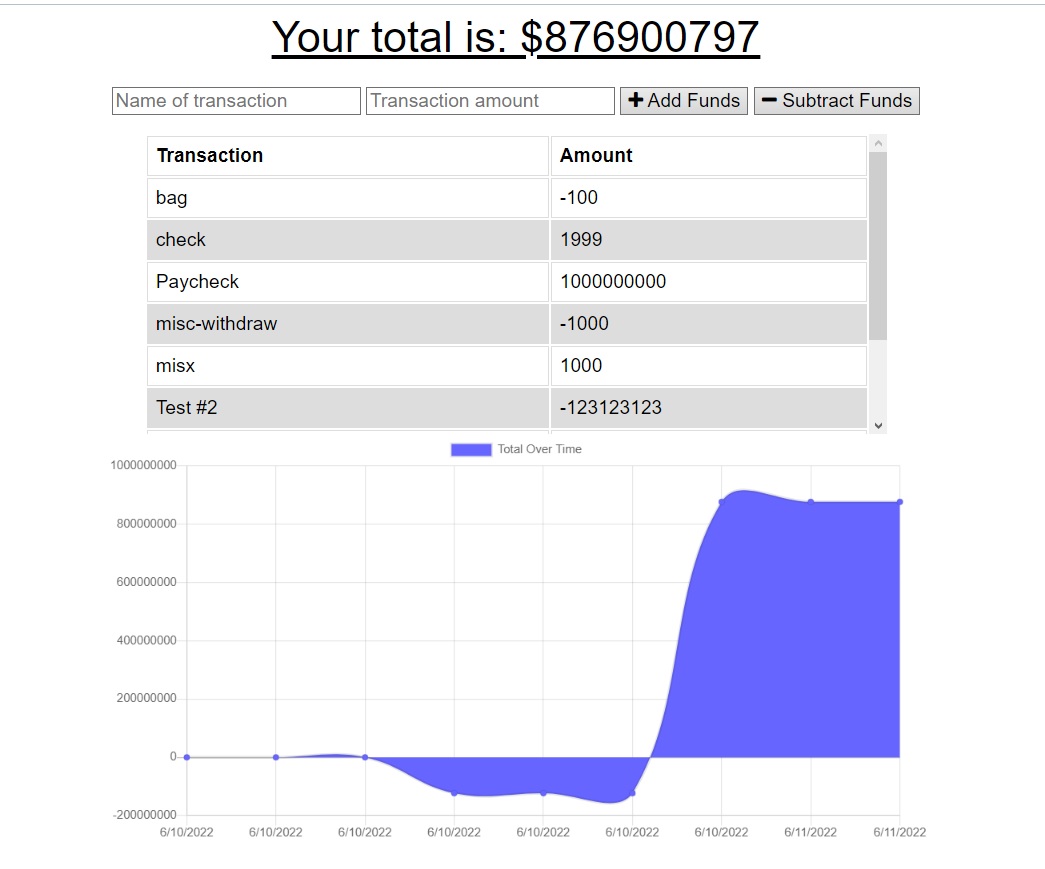 Your total is: $876900797
Name of transaction Transaction amount + Add Funds − Subtract Funds
Transaction Amount
bag -100
check 1999
Paycheck 1000000000
misc-withdraw -1000
misx 1000
Test #2 -123123123
Total Over Time
1000000000
800000000
600000000
400000000
200000000
0
-200000000
6/10/2022 6/10/2022 6/10/2022 6/10/2022 6/10/2022 6/10/2022 6/10/2022 6/11/2022 6/11/2022